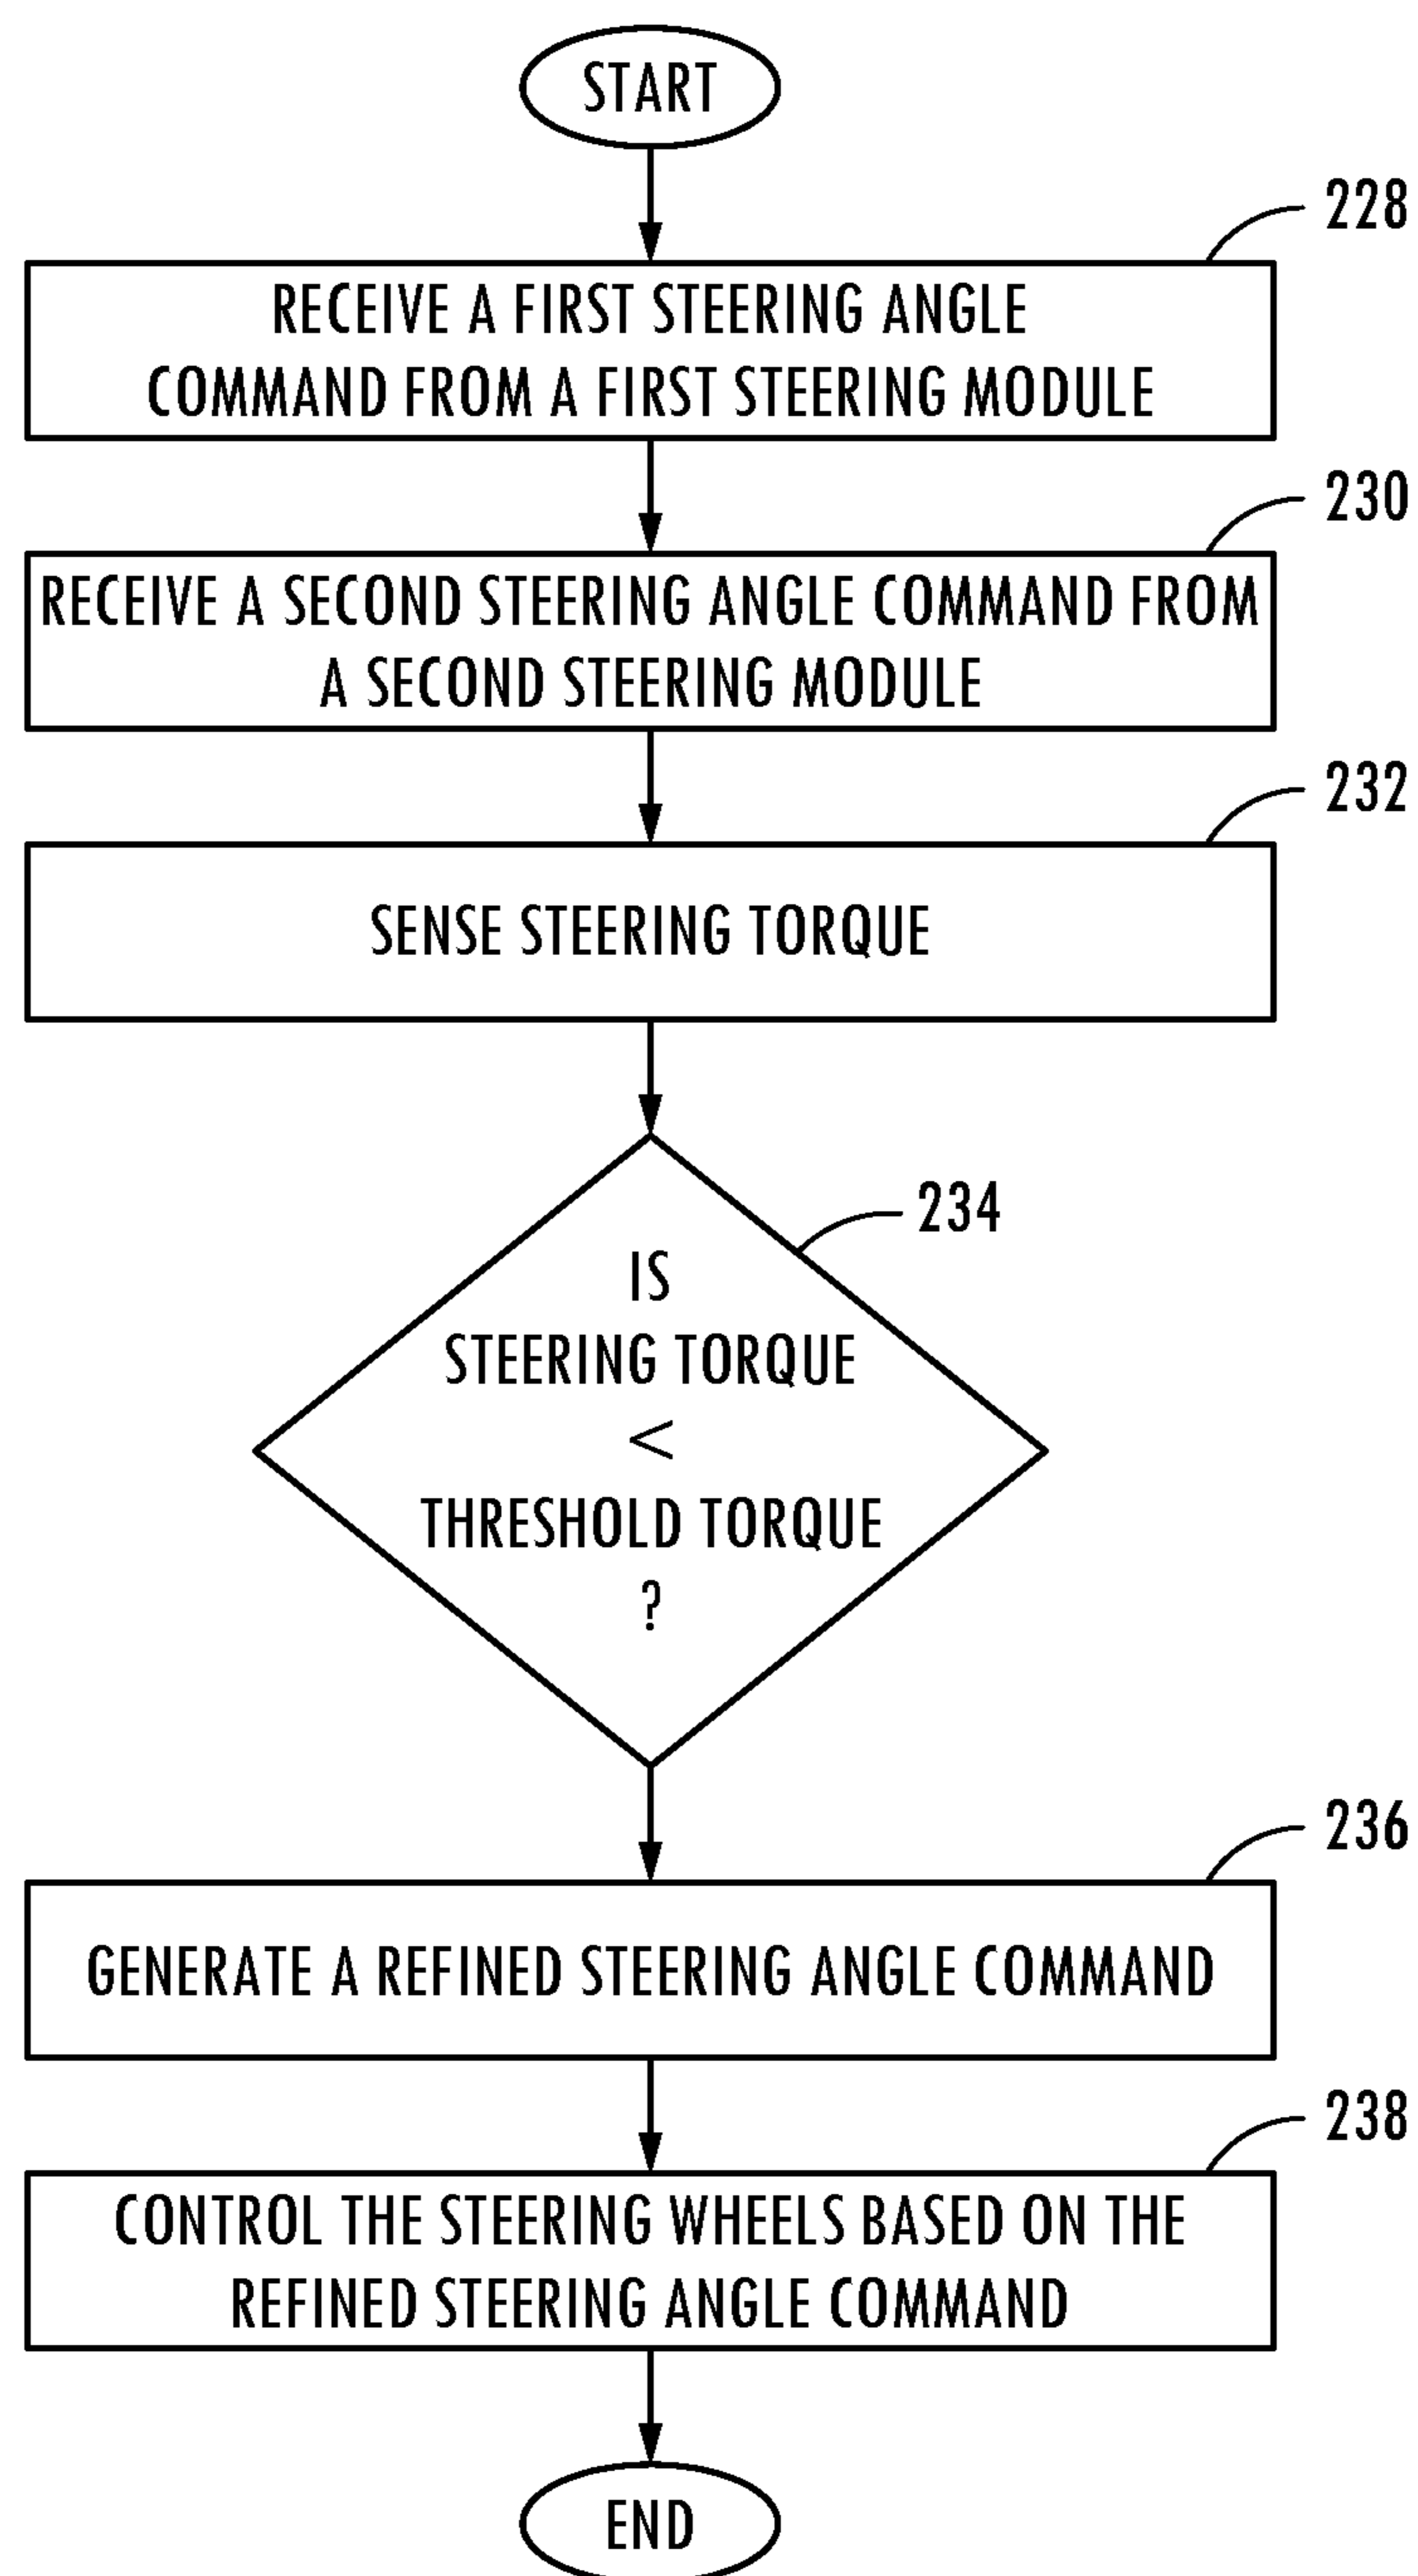 START
228
RECEIVE A FIRST STEERING ANGLE
COMMAND FROM A FIRST STEERING MODULE
230
RECEIVE A SECOND STEERING ANGLE COMMAND FROM
A SECOND STEERING MODULE
232
SENSE STEERING TORQUE
234
IS
STEERING TORQUE
<
THRESHOLD TORQUE
?
236
GENERATE A REFINED STEERING ANGLE COMMAND
238
CONTROL THE STEERING WHEELS BASED ON THE
REFINED STEERING ANGLE COMMAND
END